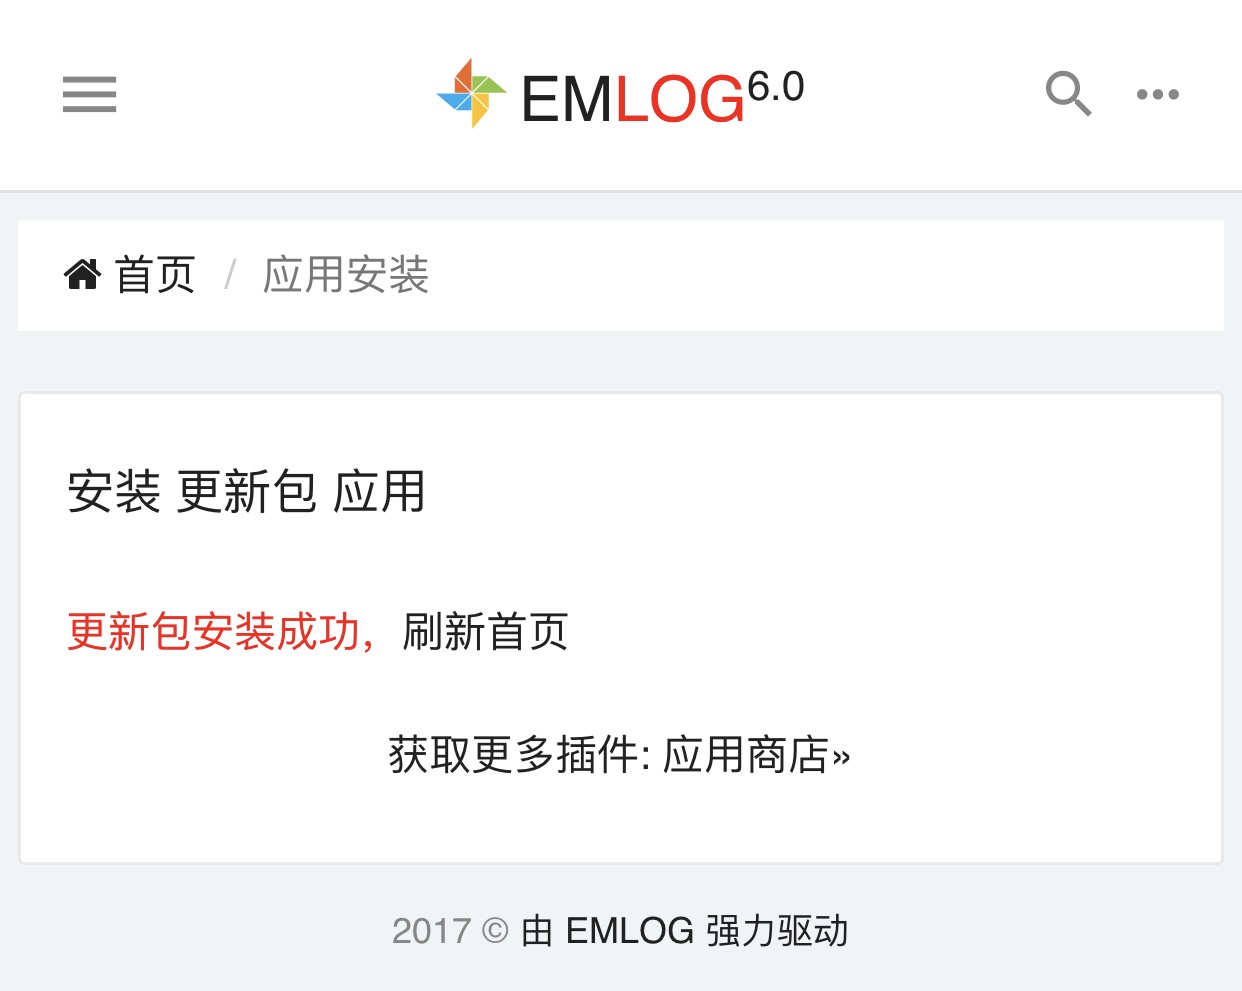 EMLOG6.0
首页 / 应用安装
安装 更新包 应用
更新包安装成功，刷新首页
获取更多插件: 应用商店»
2017 © 由 EMLOG 强力驱动